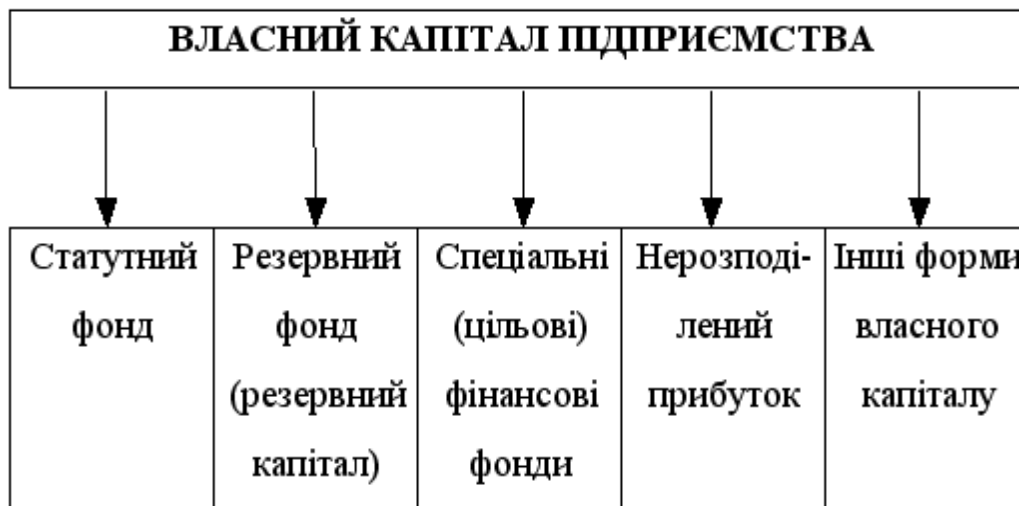 ВЛАСНИЙ КАПІТАЛ ПІДПРИЄМСТВА
Статутний
фонд
Резервний
фонд
(резервний
капітал)
Спеціальні
(цільові)
фінансові
фонди
Нерозподі-
лений
прибуток
Інші форми
власного
капіталу